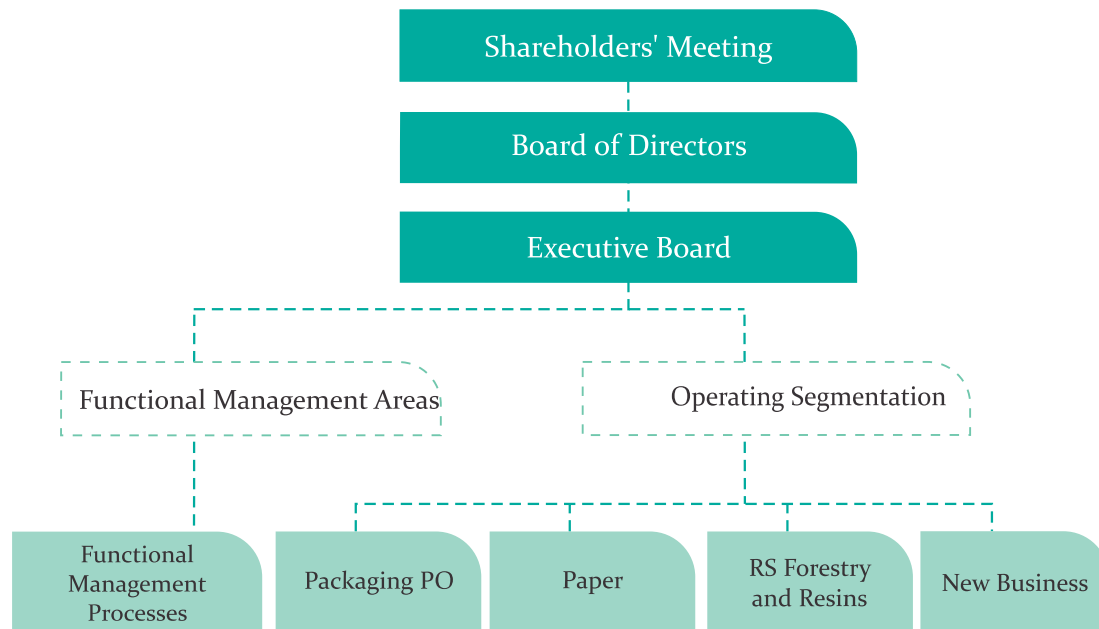 Shareholders' Meeting
Board of Directors
Executive Board
Functional Management Areas
Operating Segmentation
Functional
Management
Processes
Packaging PO
Paper
RS Forestry
and Resins
New Business